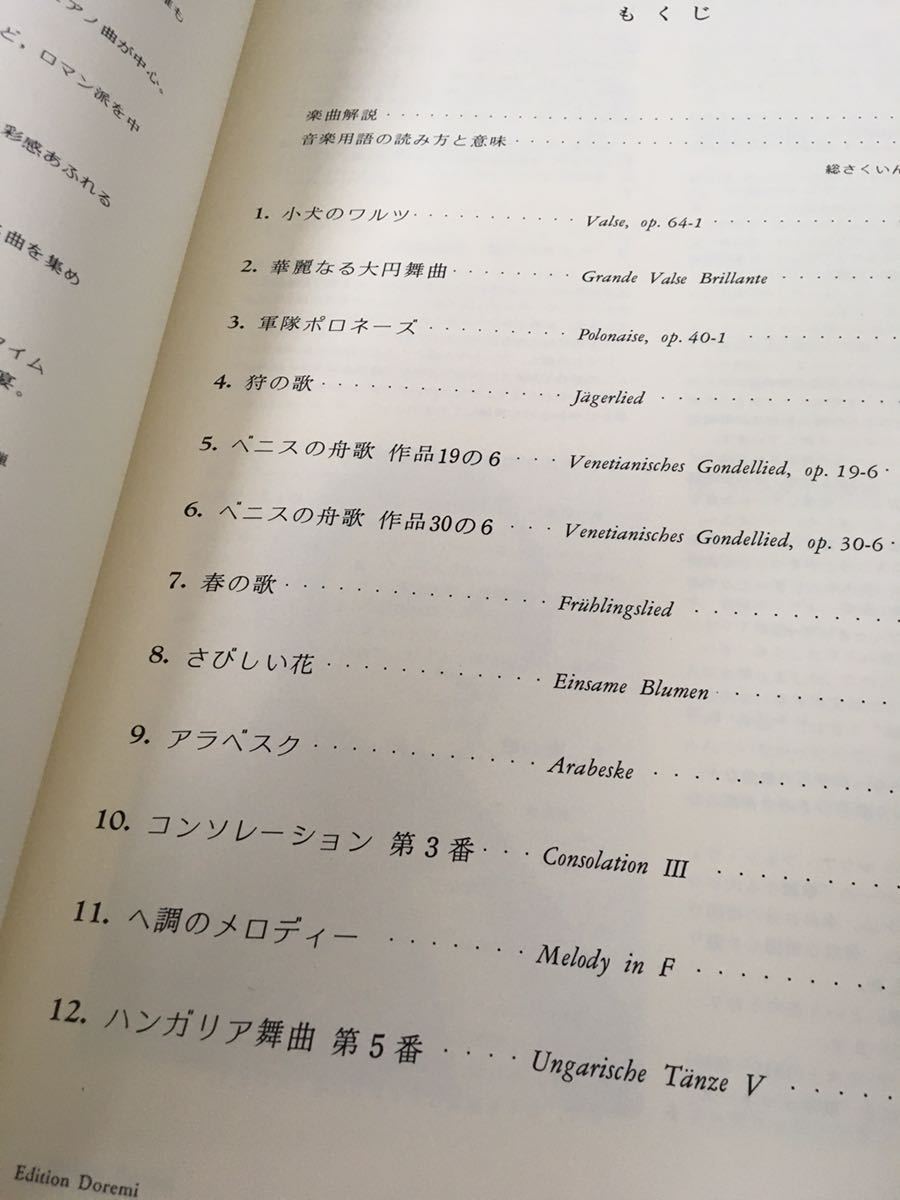 も
アノ曲が中心。
ど，ロマン派を中
彩感あふれる
曲を集め
タイム
宴。
もくじ
楽曲解説
音楽用語の読み方と意味
総さくいん
1. 小犬のワルツ Valse, op. 64-1
2. 華麗なる大円舞曲 Grande Valse Brillante
3. 軍隊ポロネーズ Polonaise, op. 40-1
4. 狩の歌 Jägerlied
5. ベニスの舟歌 作品19の6 Venetianisches Gondellied, op. 19-6
6. ベニスの舟歌 作品30の6 Venetianisches Gondellied, op. 30-6
7. 春の歌 Frühlingslied
8. さびしい花 Einsame Blumen
9. アラベスク Arabeske
10. コンソレーション 第3番 Consolation III
11. ヘ調のメロディー Melody in F
12. ハンガリア舞曲 第5番 Ungarische Tänze V
Edition Doremi